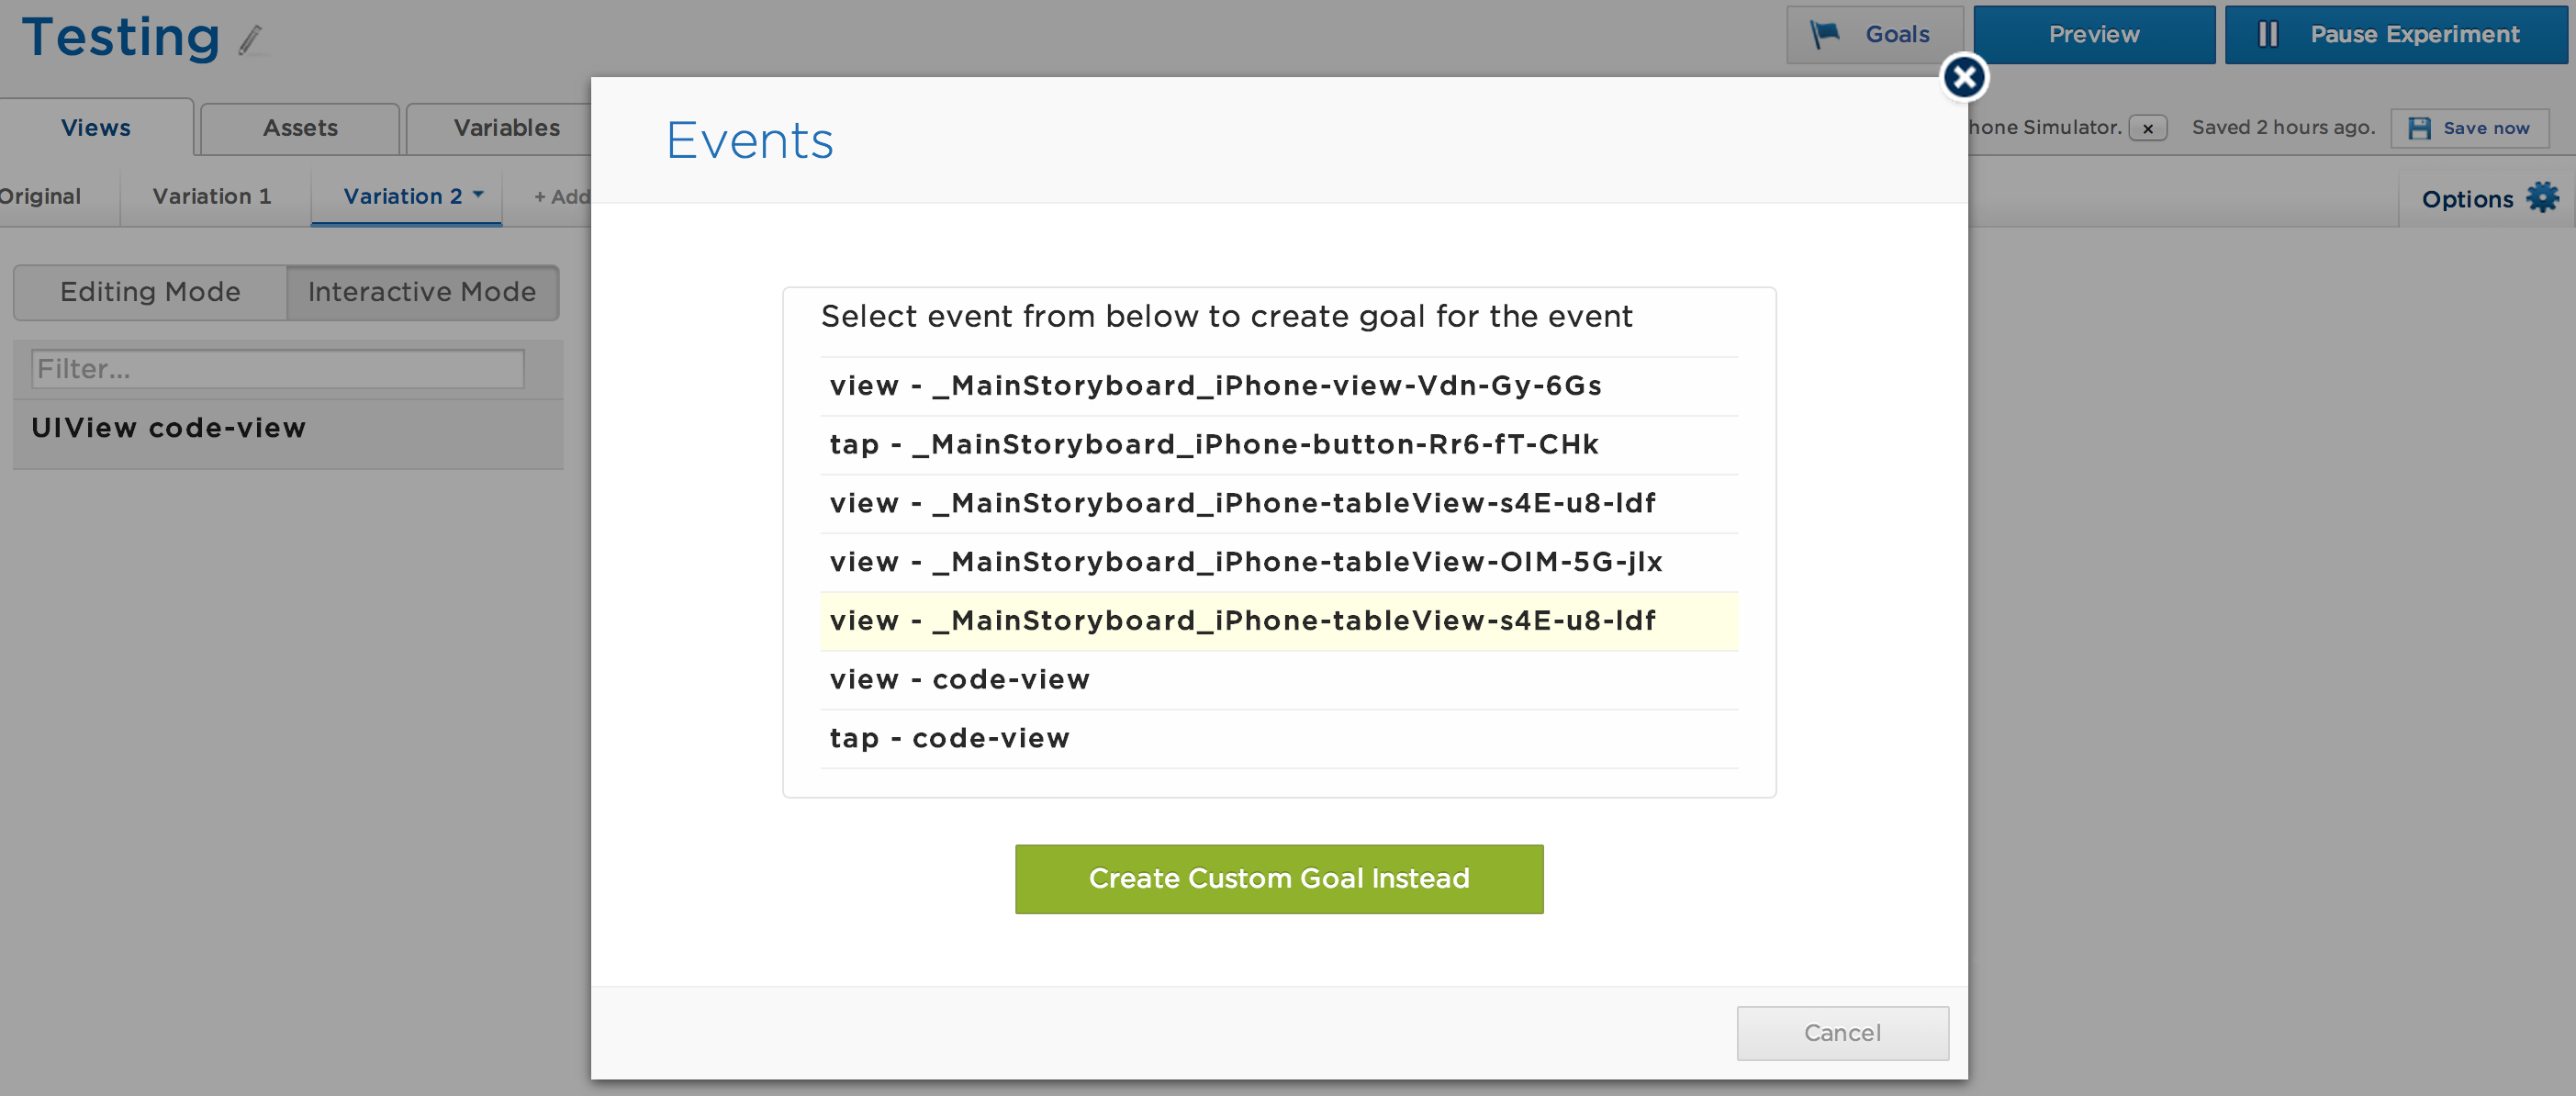 Testing
Goals
Preview
Pause Experiment
Views
Assets
Variables
hone Simulator.
Saved 2 hours ago.
Save now
Original
Variation 1
Variation 2
+ Add
Options
Editing Mode
Interactive Mode
Filter...
UIView code-view
Events
Select event from below to create goal for the event
view - _MainStoryboard_iPhone-view-Vdn-Gy-6Gs
tap - _MainStoryboard_iPhone-button-Rr6-fT-CHk
view - _MainStoryboard_iPhone-tableView-s4E-u8-Idf
view - _MainStoryboard_iPhone-tableView-OIM-5G-jlx
view - _MainStoryboard_iPhone-tableView-s4E-u8-Idf
view - code-view
tap - code-view
Create Custom Goal Instead
Cancel